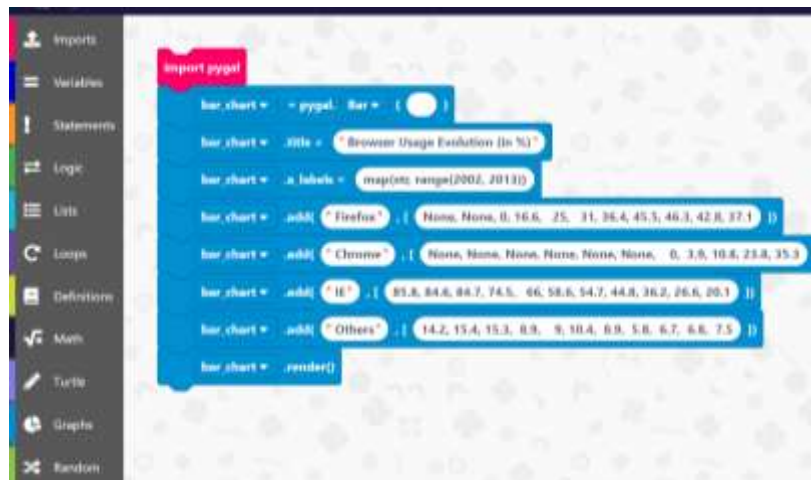 Imports
Variables
Statements
Logic
Lists
Loops
Definitions
Math
Turtle
Graphs
Random
import pygal
bar_chart = pygal. Bar ( )
bar_chart .title = "Browser Usage Evolution (in %)"
bar_chart .x_labels = map(str, range(2002, 2013))
bar_chart .add( "Firefox" , [ None, None, 0, 16.6, 25, 31, 36.4, 45.5, 46.3, 42.8, 37.1 ])
bar_chart .add( "Chrome" , [ None, None, None, None, None, None, 0, 3.9, 10.8, 23.8, 35.3
bar_chart .add( "IE" , [ 85.8, 84.6, 84.7, 74.5, 66, 58.6, 54.7, 44.8, 36.2, 26.6, 20.1 ])
bar_chart .add( "Others" , [ 14.2, 15.4, 15.3, 8.9, 9, 10.4, 8.9, 5.8, 6.7, 6.8, 7.5 ])
bar_chart .render()